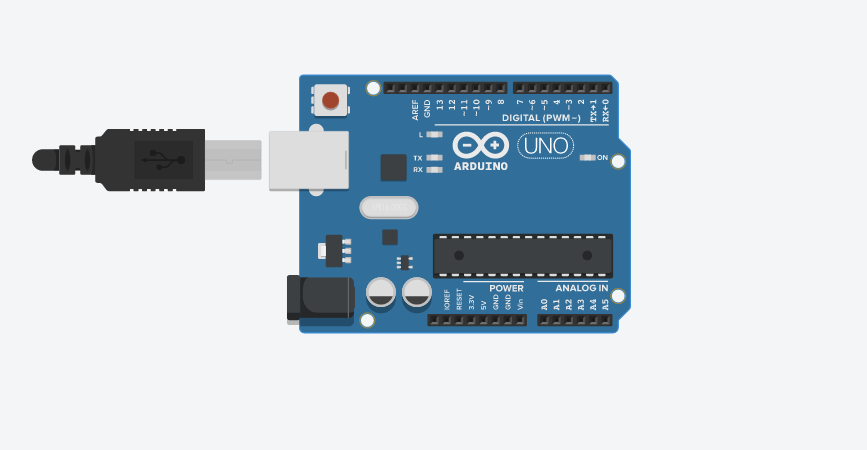 AREF
GND
13
12
~11
~10
~9
8
7
~6
~5
4
~3
2
TX→1
RX←0
DIGITAL (PWM~)
L
TX
RX
UNO
ARDUINO
ON
POWER
ANALOG IN
IOREF
RESET
3.3V
5V
GND
GND
Vin
A0
A1
A2
A3
A4
A5